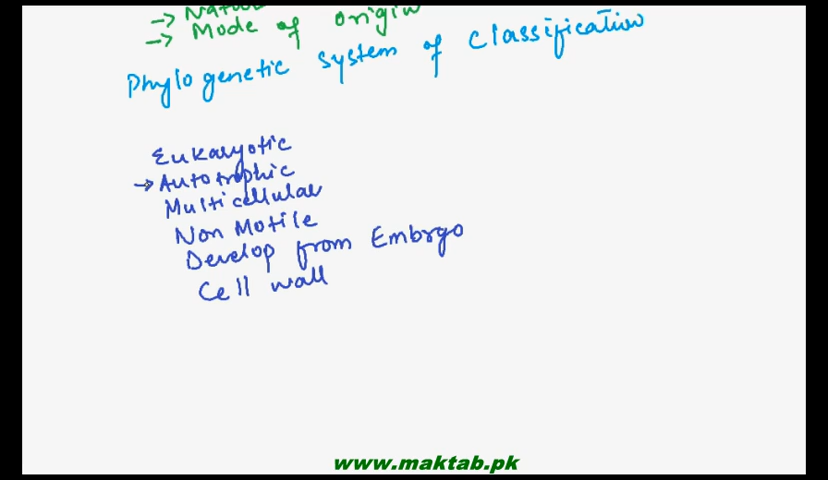 -> Natu
-> Mode of origin
Phylogenetic system of classification
Eukaryotic
-> Autotrophic
Multicellular
Non Motile
Develop from Embryo
Cell wall
www.maktab.pk